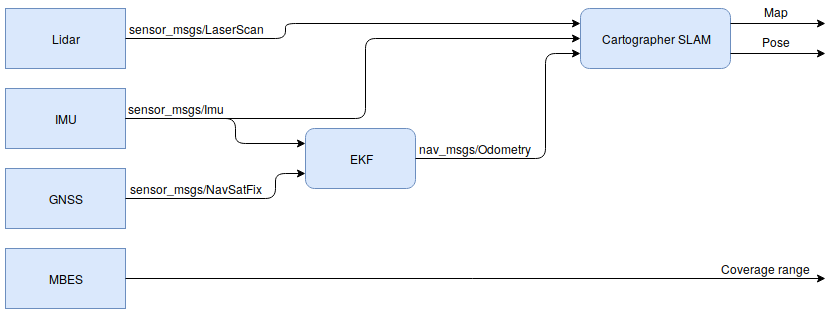 Map
Lidar
sensor_msgs/LaserScan
Cartographer SLAM
Pose
IMU
sensor_msgs/Imu
EKF
nav_msgs/Odometry
GNSS
sensor_msgs/NavSatFix
MBES
Coverage range